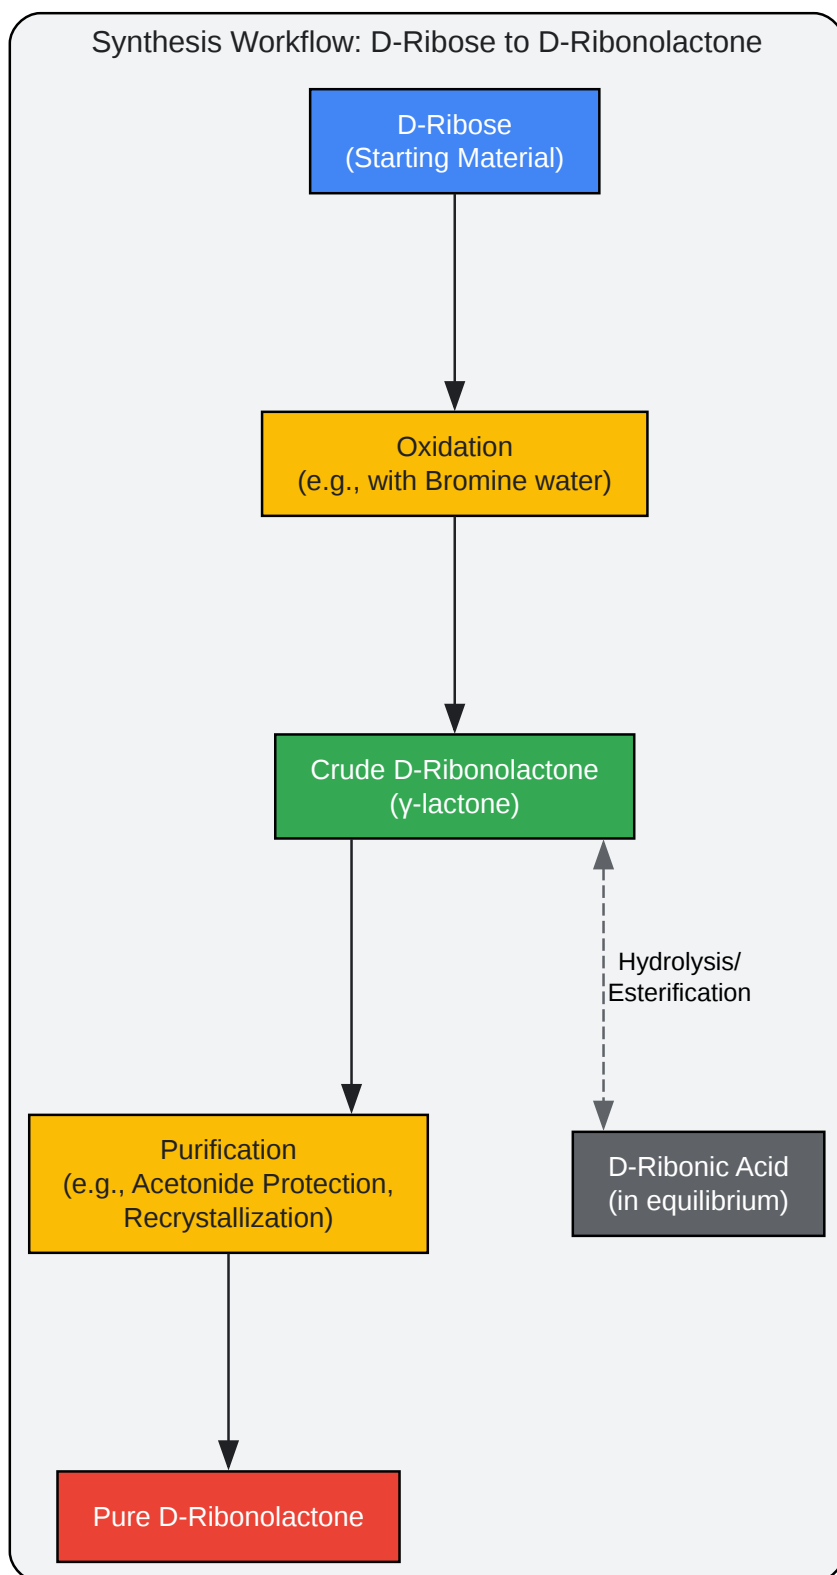 Synthesis Workflow: D-Ribose to D-Ribonolactone
D-Ribose
(Starting Material)
Oxidation
(e.g., with Bromine water)
Crude D-Ribonolactone
(γ-lactone)
Hydrolysis/
Esterification
Purification
(e.g., Acetonide Protection,
Recrystallization)
D-Ribonic Acid
(in equilibrium)
Pure D-Ribonolactone